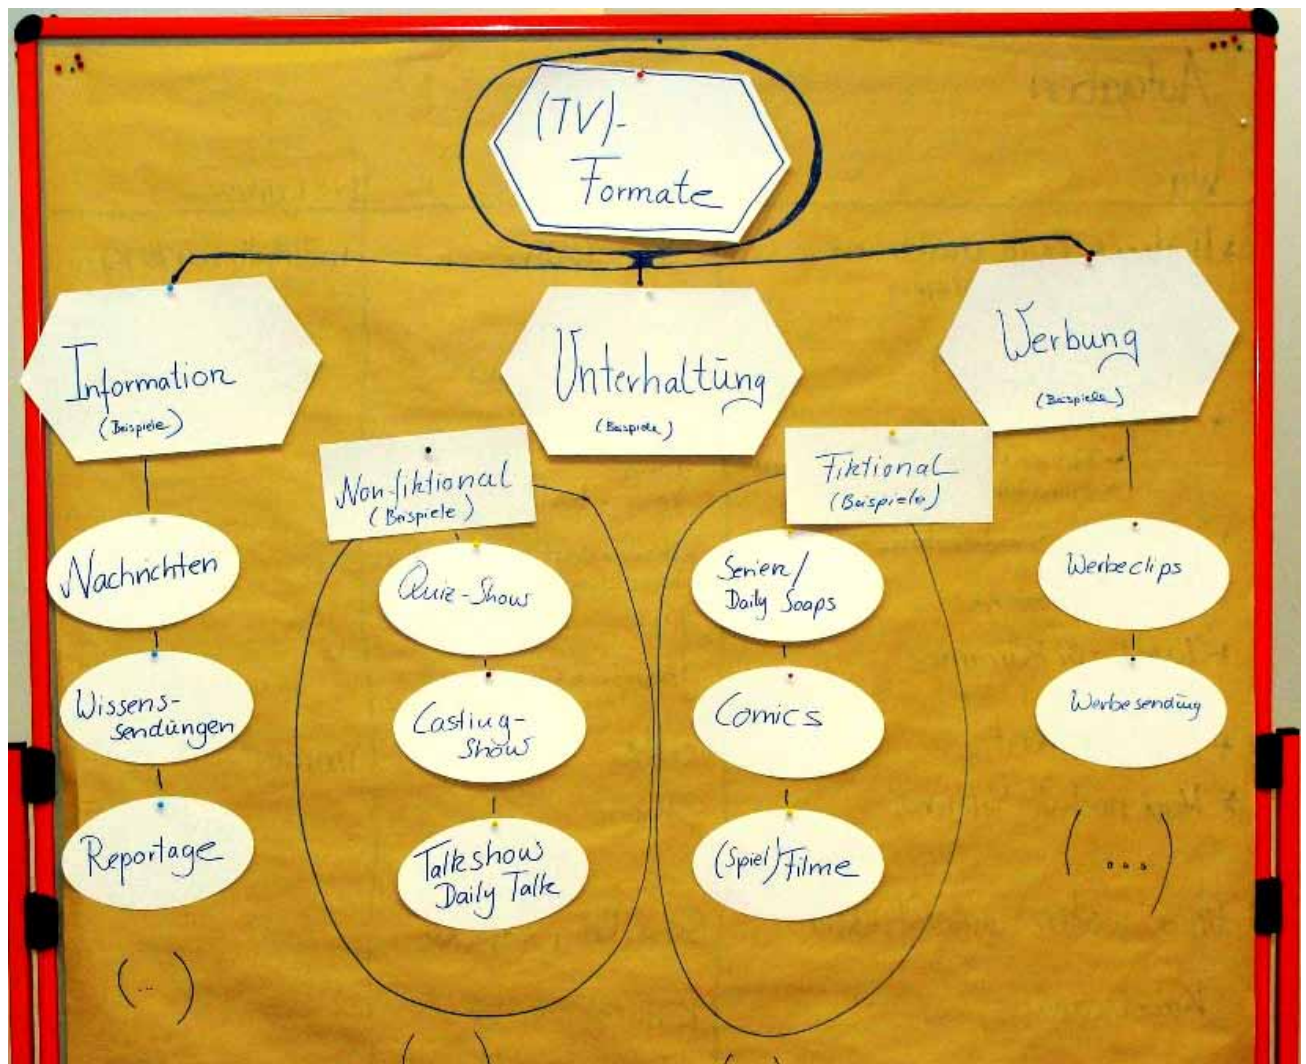 (TV)-
Formate
Information
(Beispiele)
Unterhaltung
(Beispiele)
Werbung
(Beispiele)
Non-fiktional
(Beispiele)
Fiktional
(Beispiele)
Nachrichten
Wissens-
sendungen
Reportage
(...)
Quiz-Show
Casting-
Show
Talkshow
Daily Talk
Serien/
Daily Soaps
Comics
(Spiel) Filme
Werbeclips
Werbesendung
(...)